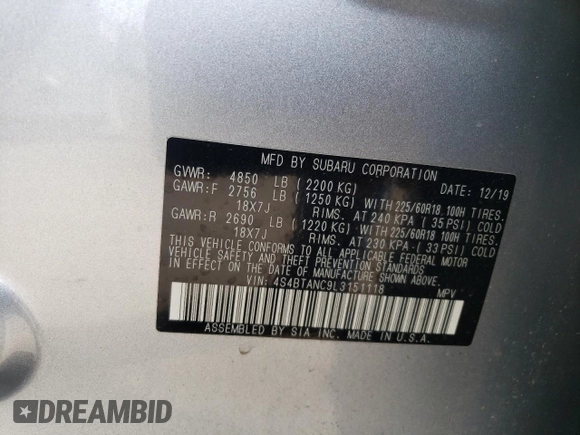 MFD BY SUBARU CORPORATION
GVWR: 4850 LB ( 2200 KG) DATE: 12/19
GAWR:F 2756 LB ( 1250 KG) WITH 225/60R18 100H TIRES.
18X7J RIMS. AT 240 KPA ( 35 PSI) COLD
GAWR:R 2690 LB ( 1220 KG) WITH 225/60R18 100H TIRES.
18X7J RIMS. AT 230 KPA ( 33 PSI) COLD
THIS VEHICLE CONFORMS TO ALL APPLICABLE FEDERAL MOTOR
VEHICLE SAFETY AND THEFT PREVENTION STANDARDS
IN EFFECT ON THE DATE OF MANUFACTURE SHOWN ABOVE.
VIN: 4S4BTANC9L3151118 MPV
ASSEMBLED BY SIA INC. MADE IN U.S.A.
DREAMBID